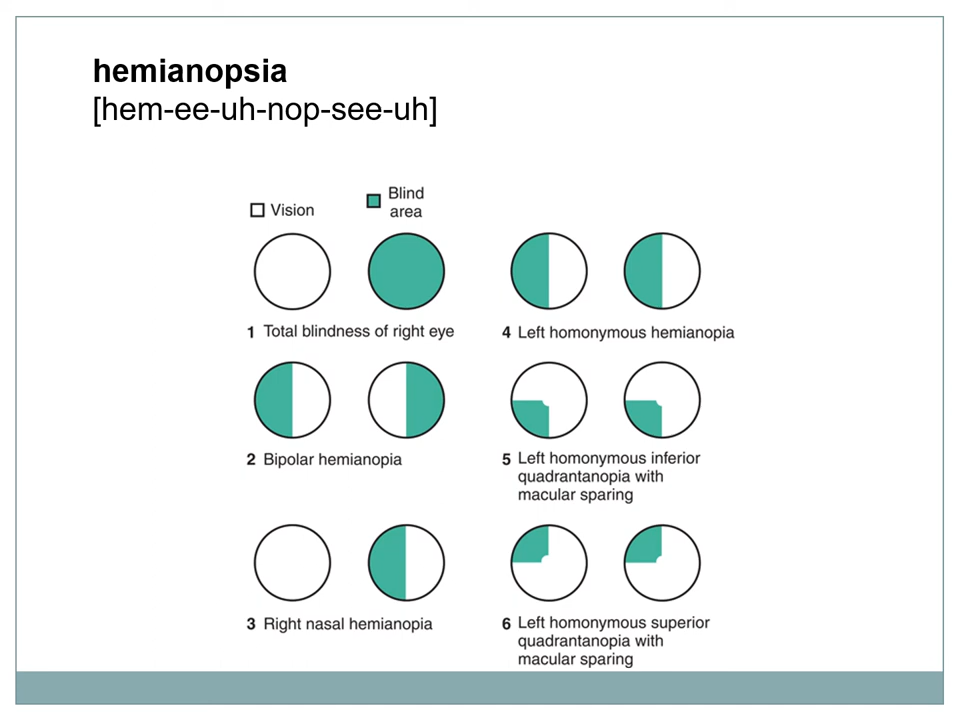 hemianopsia
[hem-ee-uh-nop-see-uh]
Vision
Blind
area
1 Total blindness of right eye
2 Bipolar hemianopia
3 Right nasal hemianopia
4 Left homonymous hemianopia
5 Left homonymous inferior
quadrantanopia with
macular sparing
6 Left homonymous superior
quadrantanopia with
macular sparing